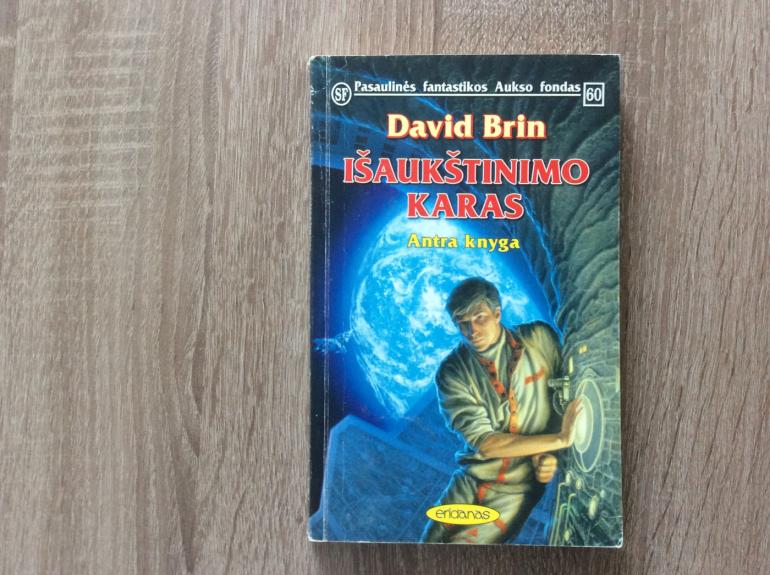 SF Pasaulinės fantastikos Aukso fondas 60
David Brin
IŠAUKŠTINIMO
KARAS
Antra knyga
eridanas